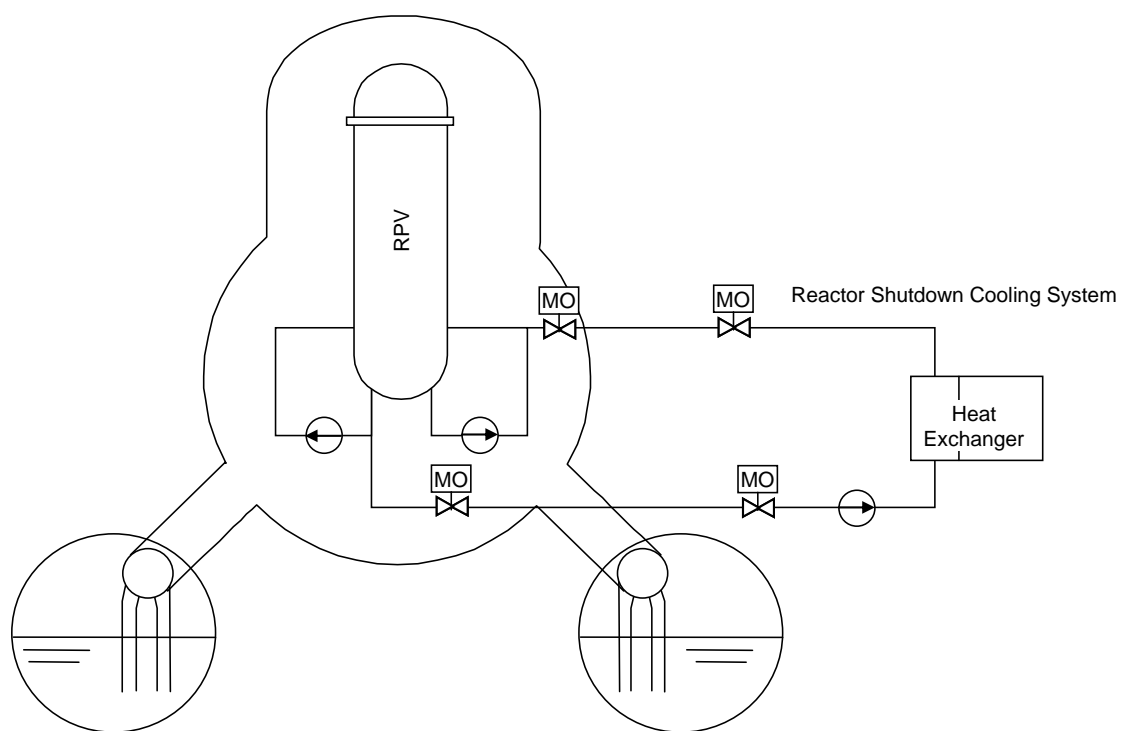 RPV
MO
MO
Reactor Shutdown Cooling System
Heat
Exchanger
MO
MO